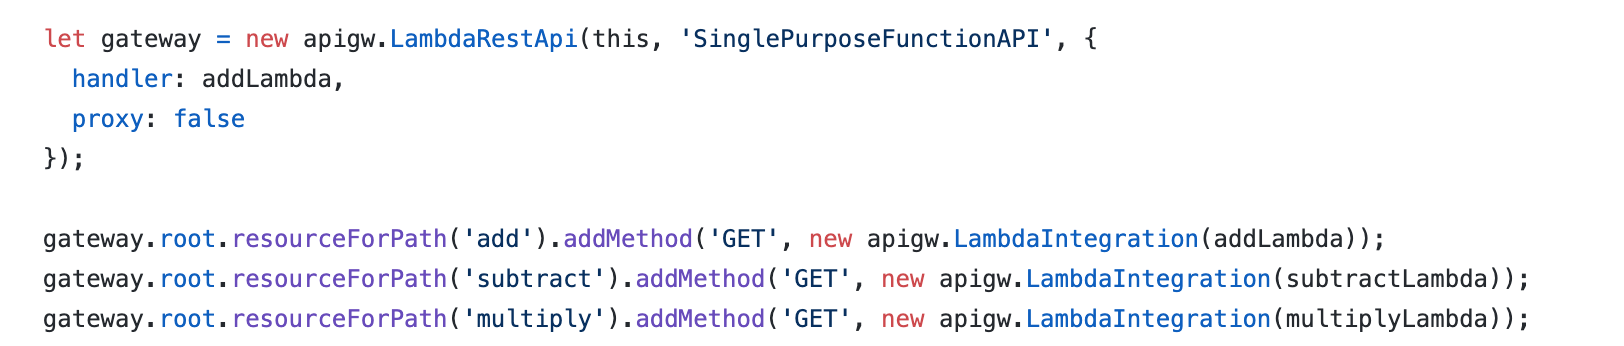 let gateway = new apigw.LambdaRestApi(this, 'SinglePurposeFunctionAPI', {
  handler: addLambda,
  proxy: false
});

gateway.root.resourceForPath('add').addMethod('GET', new apigw.LambdaIntegration(addLambda));
gateway.root.resourceForPath('subtract').addMethod('GET', new apigw.LambdaIntegration(subtractLambda));
gateway.root.resourceForPath('multiply').addMethod('GET', new apigw.LambdaIntegration(multiplyLambda));